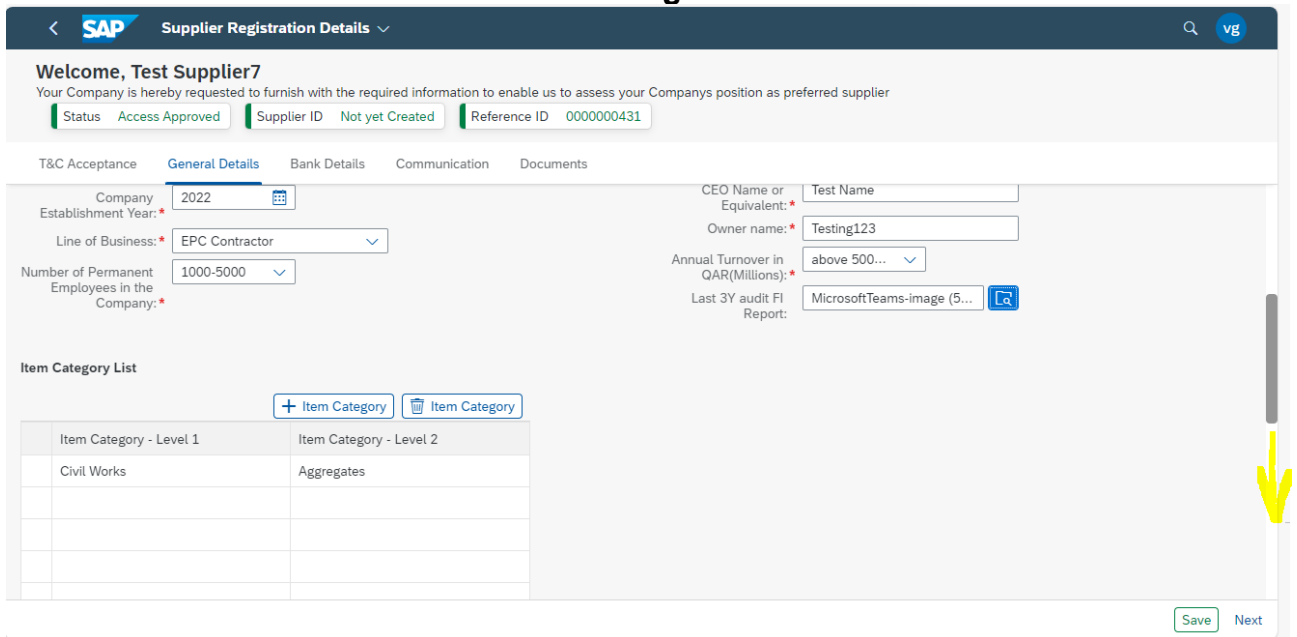 SAP Supplier Registration Details
vg
Welcome, Test Supplier7
Your Company is hereby requested to furnish with the required information to enable us to assess your Companys position as preferred supplier
Status Access Approved Supplier ID Not yet Created Reference ID 0000000431
T&C Acceptance General Details Bank Details Communication Documents
Company
Establishment Year:*
2022
Line of Business:* EPC Contractor
Number of Permanent
Employees in the
Company:*
1000-5000
CEO Name or
Equivalent:*
Test Name
Owner name:* Testing123
Annual Turnover in
QAR(Millions):*
above 500...
Last 3Y audit FI
Report:
MicrosoftTeams-image (5...
Item Category List
+ Item Category Item Category
Item Category - Level 1 Item Category - Level 2
Civil Works Aggregates
Save Next